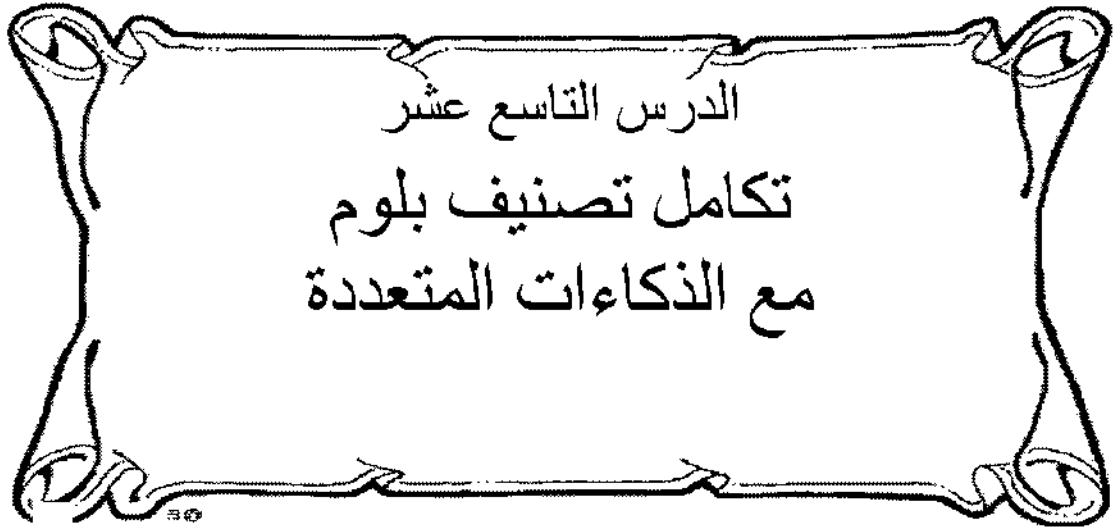 الدرس التاسع عشر
تكامل تصنيف بلوم
مع الذكاءات المتعددة